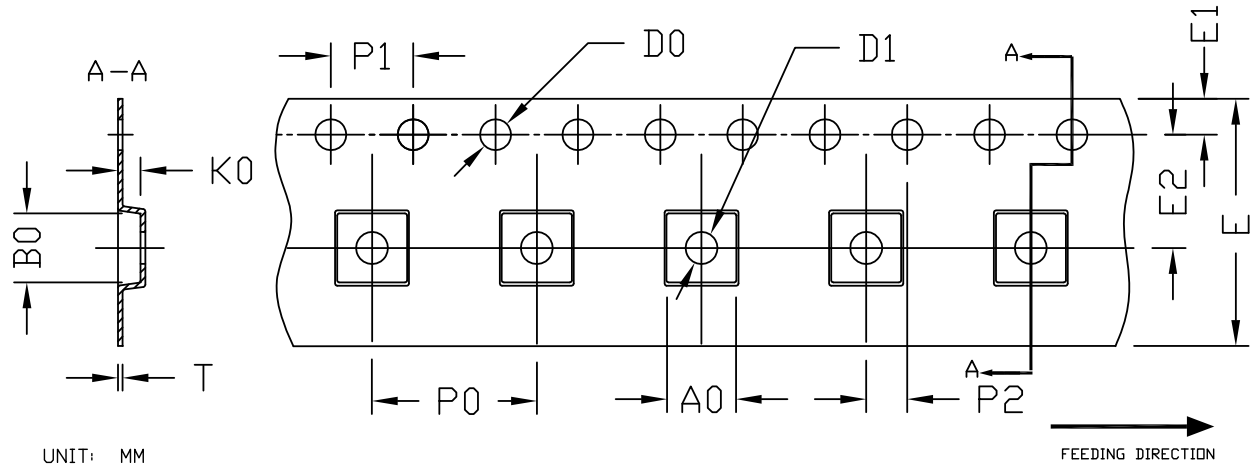 A-A
P1
D0
D1
A
E1
K0
B0
E2
E
T
P0
A0
A
P2
UNIT: MM
FEEDING DIRECTION